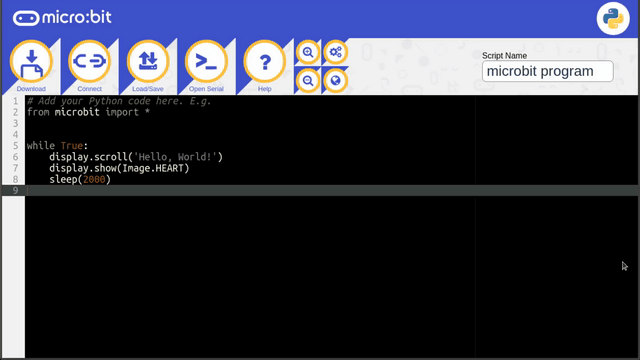 micro:bit
Download
Connect
Load/Save
Open Serial
Help
Script Name
microbit program
1 # Add your Python code here. E.g.
2 from microbit import *
3
4
5 while True:
6     display.scroll('Hello, World!')
7     display.show(Image.HEART)
8     sleep(2000)
9